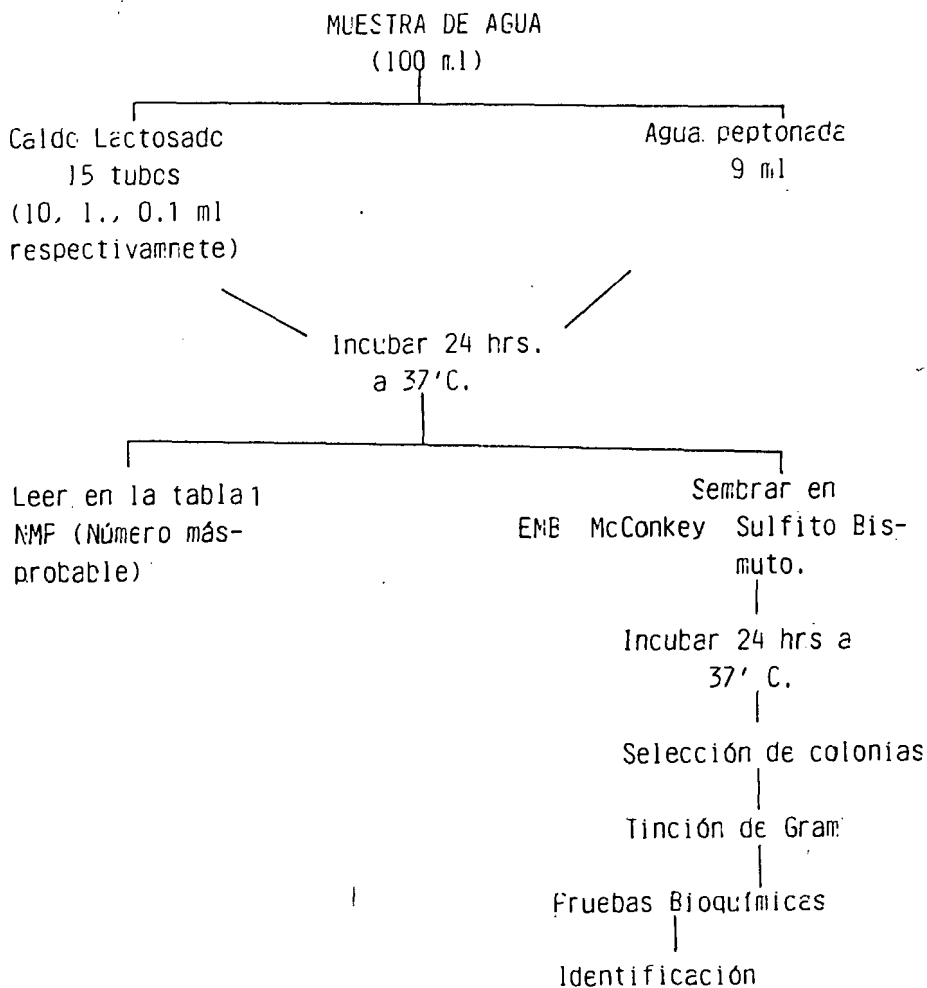 MUESTRA DE AGUA
(100 ml)
Caldo Lactosado
15 tubos
(10, 1., 0.1 ml
respectivamnete)
Agua peptonada
9 ml
Incubar 24 hrs.
a 37'C.
Leer en la tabla 1
NMP (Número más-
probable)
Sembrar en
EMB McConkey Sulfito Bis-
muto.
Incubar 24 hrs a
37' C.
Selección de colonias
Tinción de Gram
Pruebas Bioquímicas
Identificación